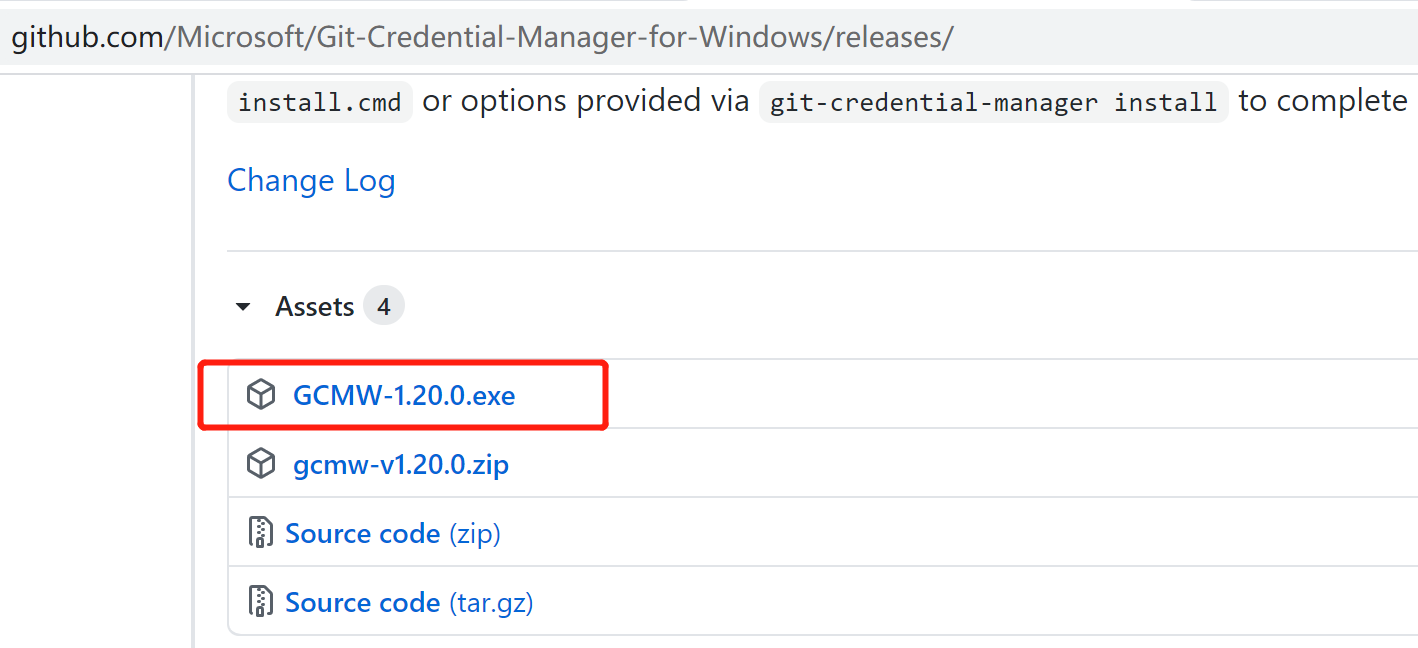 github.com/Microsoft/Git-Credential-Manager-for-Windows/releases/
install.cmd or options provided via git-credential-manager install to complete
Change Log
Assets 4
GCMW-1.20.0.exe
gcmw-v1.20.0.zip
Source code (zip)
Source code (tar.gz)